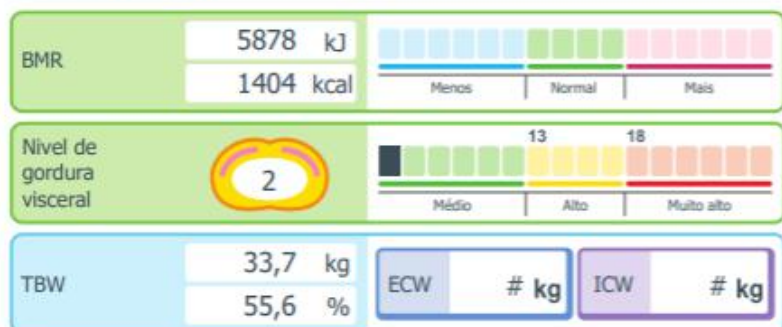 BMR
5878 kJ
1404 kcal
Menos Normal Mais
Nivel de
gordura
visceral
2
13 18
Médio Alto Muito alto
TBW
33,7 kg
55,6 %
ECW # kg
ICW # kg